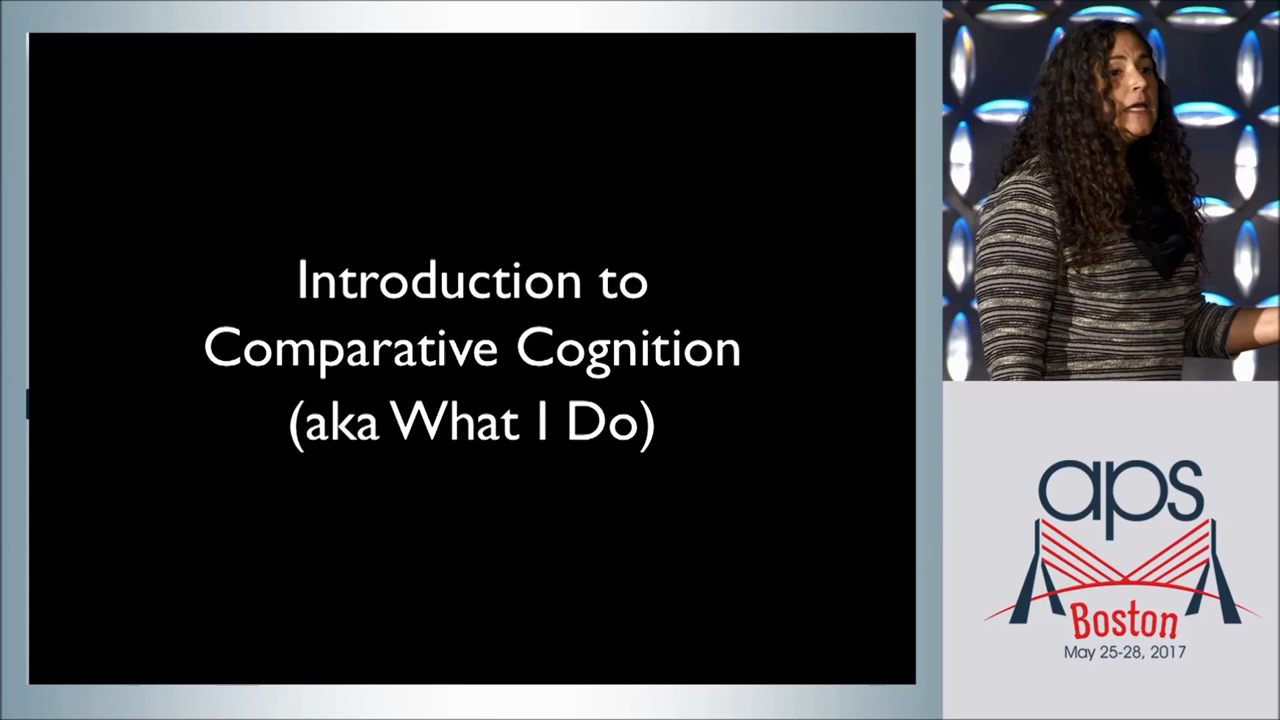 Introduction to
Comparative Cognition
(aka What I Do)
aps
Boston
May 25-28, 2017